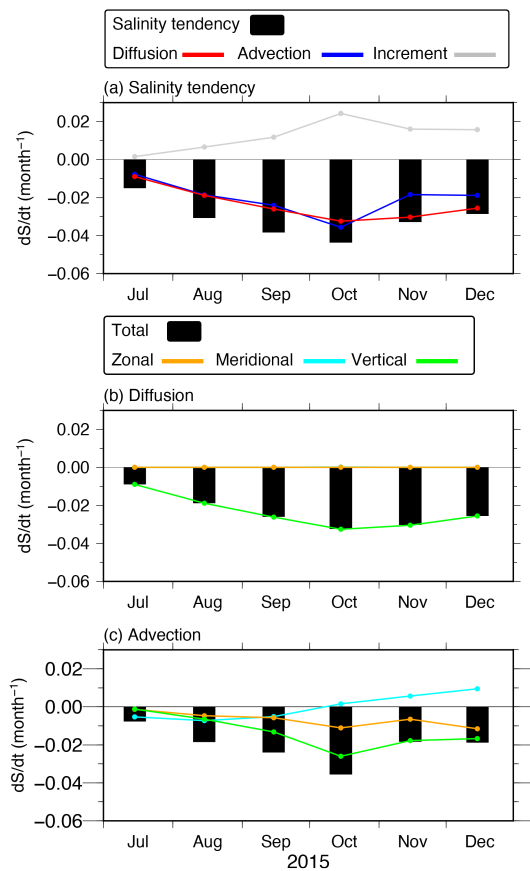 Salinity tendency
Diffusion Advection Increment
(a) Salinity tendency
0.02
0.00
−0.02
−0.04
−0.06
dS/dt (month⁻¹)
Jul Aug Sep Oct Nov Dec
Total
Zonal Meridional Vertical
(b) Diffusion
0.02
0.00
−0.02
−0.04
−0.06
dS/dt (month⁻¹)
Jul Aug Sep Oct Nov Dec
(c) Advection
0.02
0.00
−0.02
−0.04
−0.06
dS/dt (month⁻¹)
Jul Aug Sep Oct Nov Dec
2015